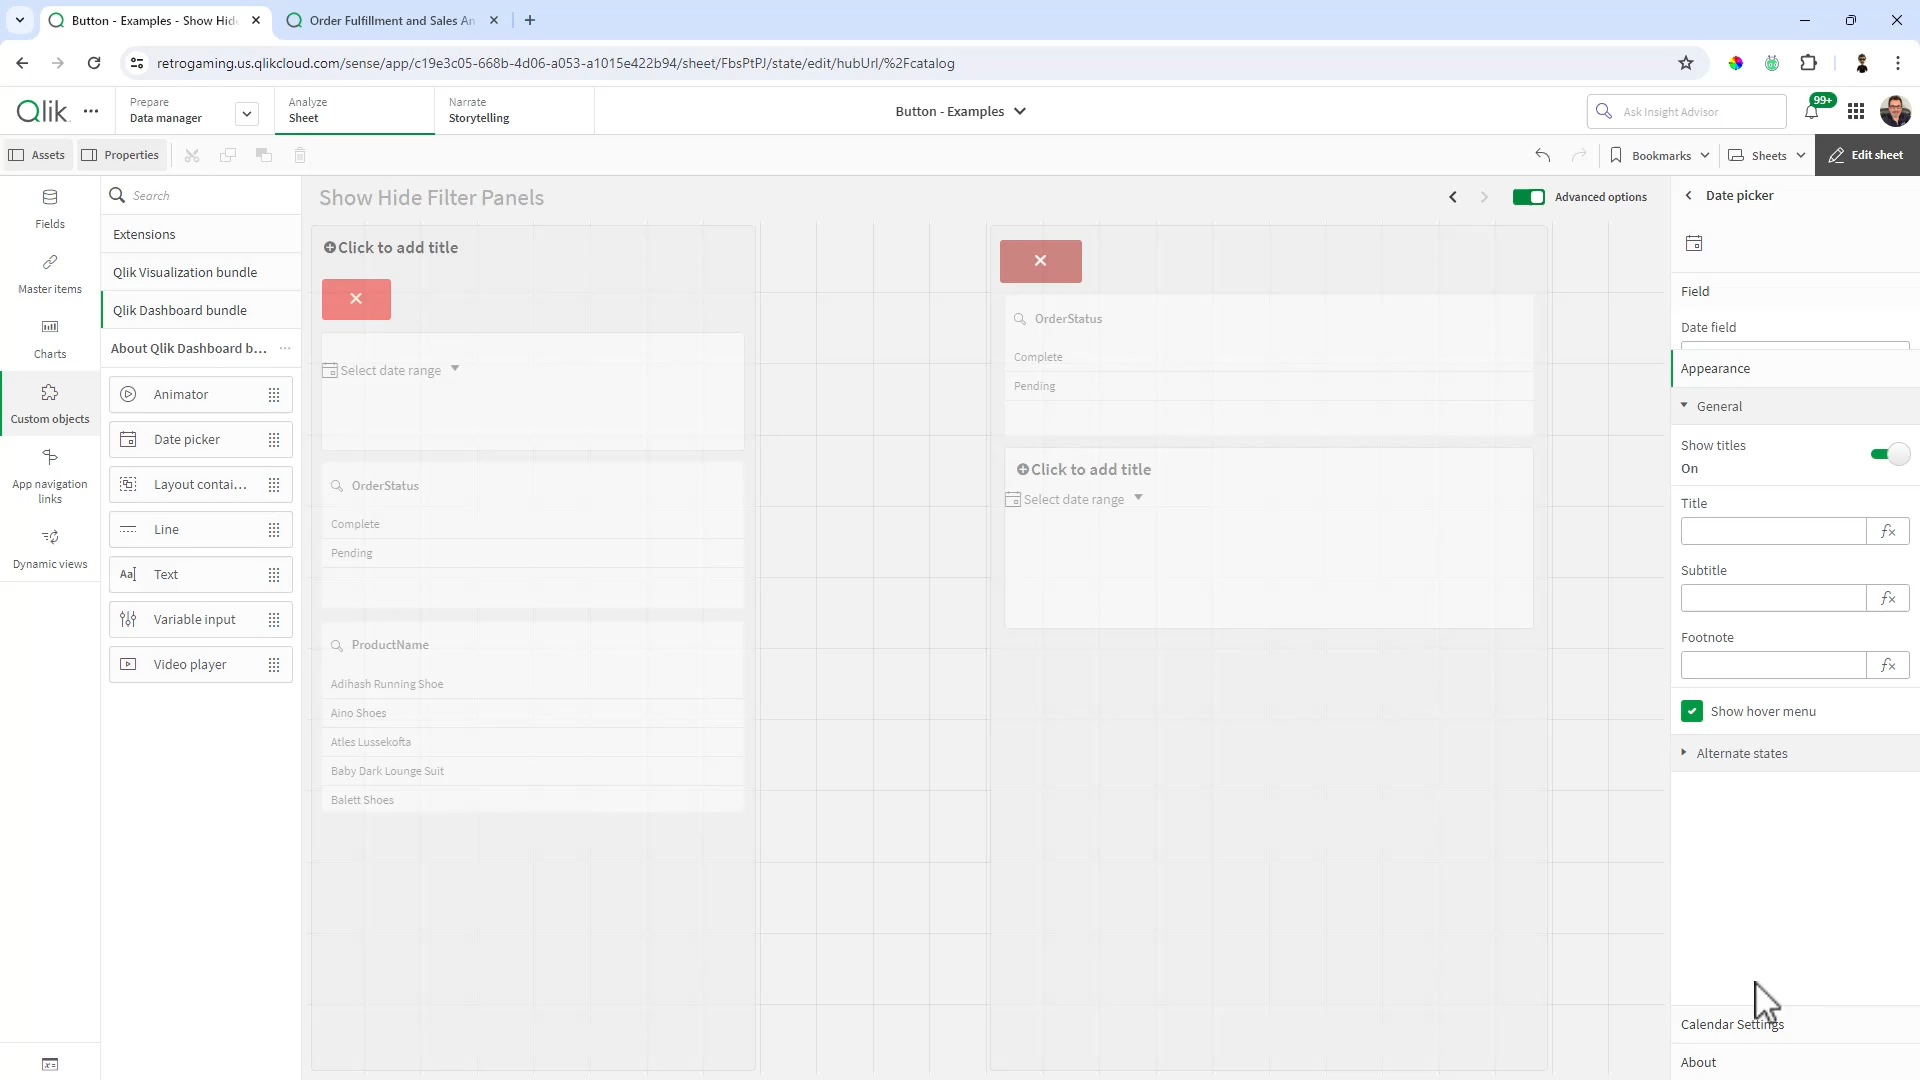 Button - Examples - Show Hid
Order Fulfillment and Sales An
retrogaming.us.qlikcloud.com/sense/app/c19e3c05-668b-4d06-a053-a1015e422b94/sheet/FbsPtPJ/state/edit/hubUrl/%2Fcatalog
Qlik
Prepare
Data manager
Analyze
Sheet
Narrate
Storytelling
Button - Examples
Ask Insight Advisor
99+
Assets
Properties
Bookmarks
Sheets
Edit sheet
Fields
Master items
Charts
Custom objects
App navigation
links
Dynamic views
Search
Extensions
Qlik Visualization bundle
Qlik Dashboard bundle
About Qlik Dashboard b...
Animator
Date picker
Layout contai...
Line
Text
Variable input
Video player
Show Hide Filter Panels
Advanced options
Click to add title
Select date range
OrderStatus
Complete
Pending
ProductName
Adihash Running Shoe
Aino Shoes
Atles Lussekofta
Baby Dark Lounge Suit
Balett Shoes
OrderStatus
Complete
Pending
Click to add title
Select date range
Date picker
Field
Date field
Appearance
General
Show titles
On
Title
fx
Subtitle
fx
Footnote
fx
Show hover menu
Alternate states
Calendar Settings
About